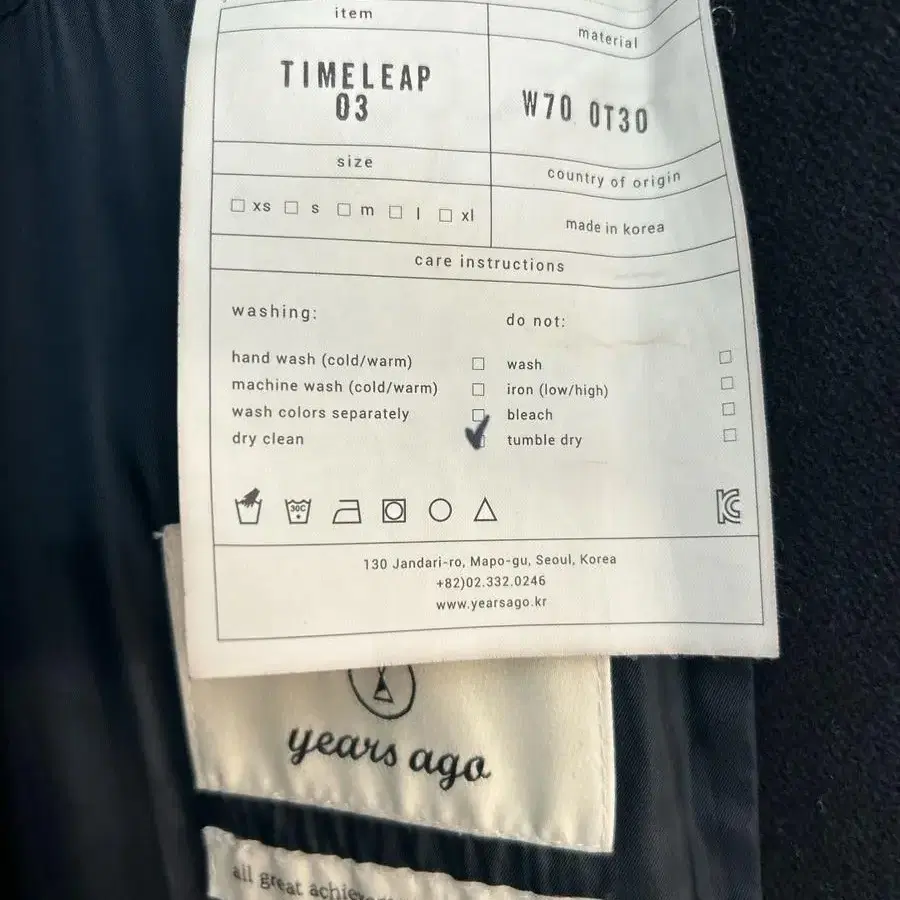 item
material
TIMELEAP
03
W70 OT30
size
country of origin
□ xs □ s □ m □ l □ xl
made in korea
care instructions
washing:
do not:
hand wash (cold/warm) □
wash □
machine wash (cold/warm) □
iron (low/high) □
wash colors separately □
bleach □
dry clean ✓
tumble dry □
30C
130 Jandari-ro, Mapo-gu, Seoul, Korea
+82)02.332.0246
www.yearsago.kr
years ago
all great